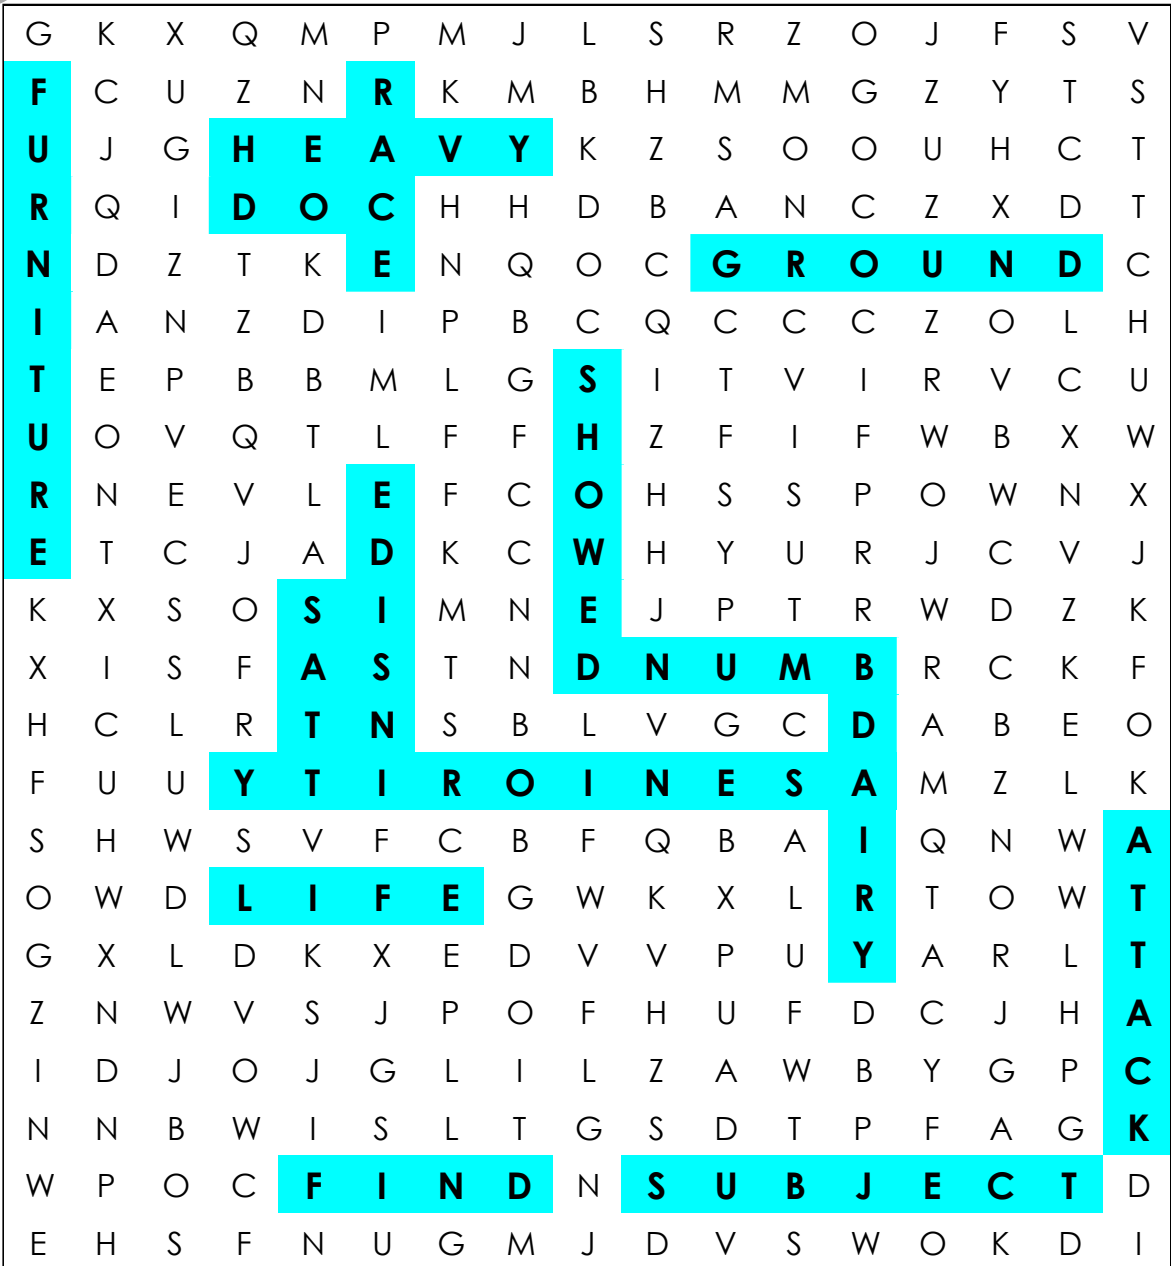 G K X Q M P M J L S R Z O J F S V
F C U Z N R K M B H M M G Z Y T S
U J G H E A V Y K Z S O O U H C T
R Q I D O C H H D B A N C Z X D T
N D Z T K E N Q O C G R O U N D C
I A N Z D I P B C Q C C C Z O L H
T E P B B M L G S I T V I R V C U
U O V Q T L F F H Z F I F W B X W
R N E V L E F C O H S S P O W N X
E T C J A D K C W H Y U R J C V J
K X S O S I M N E J P T R W D Z K
X I S F A S T N D N U M B R C K F
H C L R T N S B L V G C D A B E O
F U U Y T I R O I N E S A M Z L K
S H W S V F C B F Q B A I Q N W A
O W D L I F E G W K X L R T O W T
G X L D K X E D V V P U Y A R L T
Z N W V S J P O F H U F D C J H A
I D J O J G L I L Z A W B Y G P C
N N B W I S L T G S D T P F A G K
W P O C F I N D N S U B J E C T D
E H S F N U G M J D V S W O K D I